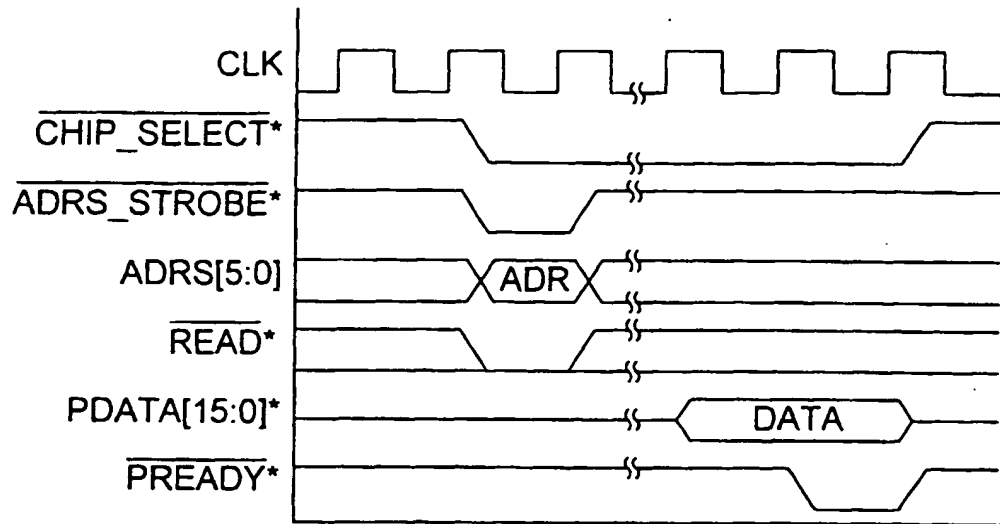 CLK
CHIP_SELECT*
ADRS_STROBE*
ADRS[5:0] ADR
READ*
PDATA[15:0]* DATA
PREADY*